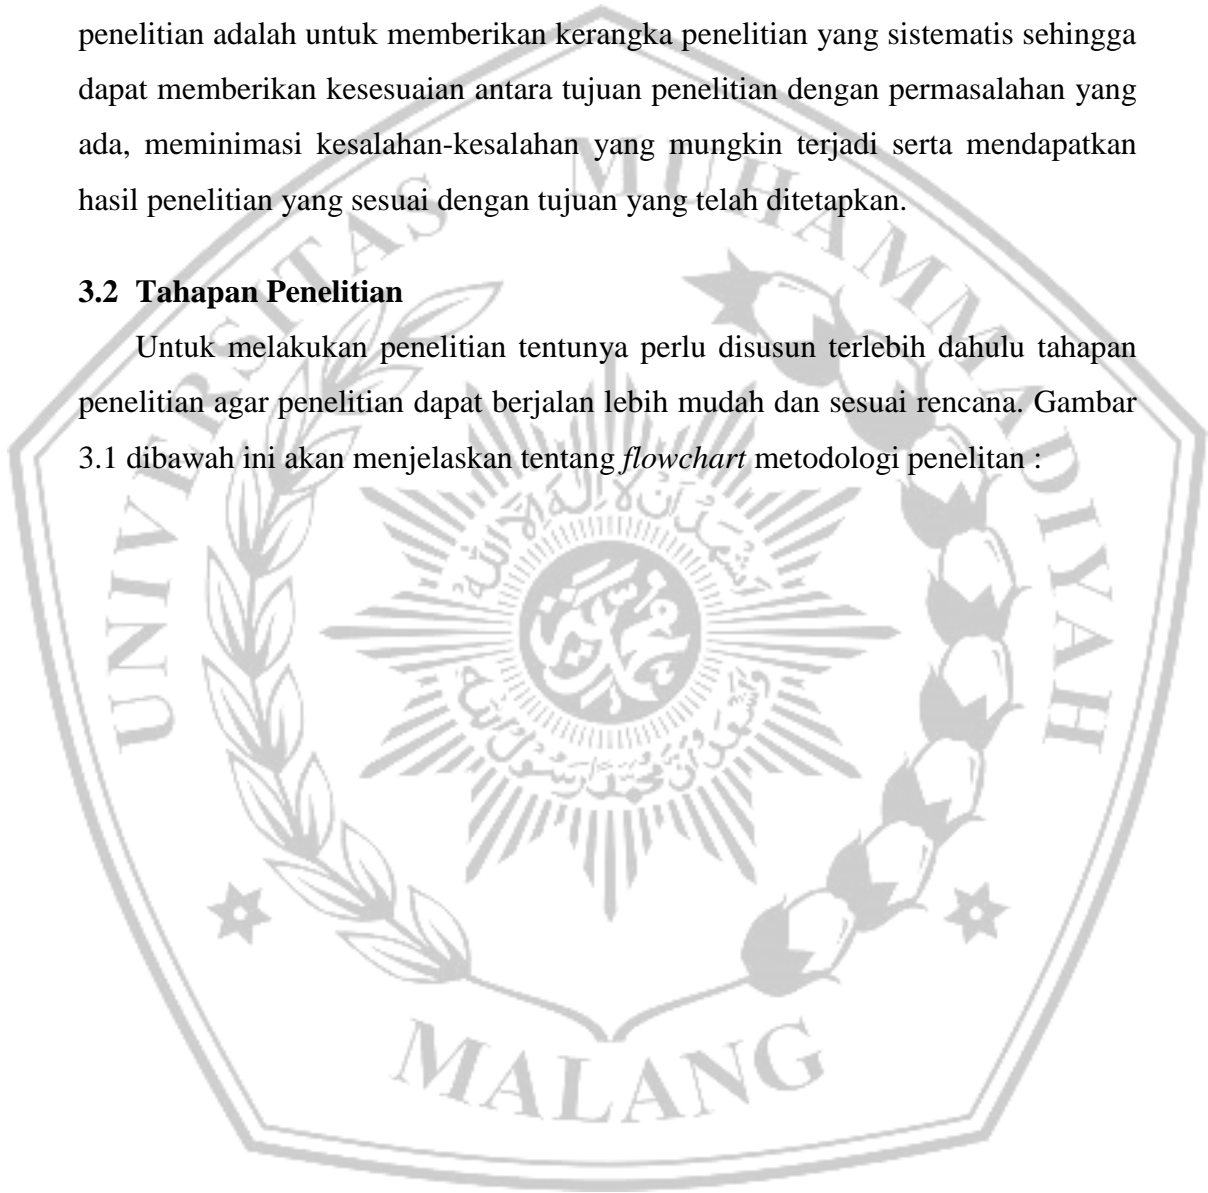 penelitian adalah untuk memberikan kerangka penelitian yang sistematis sehingga
dapat memberikan kesesuaian antara tujuan penelitian dengan permasalahan yang
ada, meminimasi kesalahan-kesalahan yang mungkin terjadi serta mendapatkan
hasil penelitian yang sesuai dengan tujuan yang telah ditetapkan.
3.2 Tahapan Penelitian
Untuk melakukan penelitian tentunya perlu disusun terlebih dahulu tahapan
penelitian agar penelitian dapat berjalan lebih mudah dan sesuai rencana. Gambar
3.1 dibawah ini akan menjelaskan tentang flowchart metodologi penelitan :
UNIVERSITAS MUHAMMADIYAH
MALANG